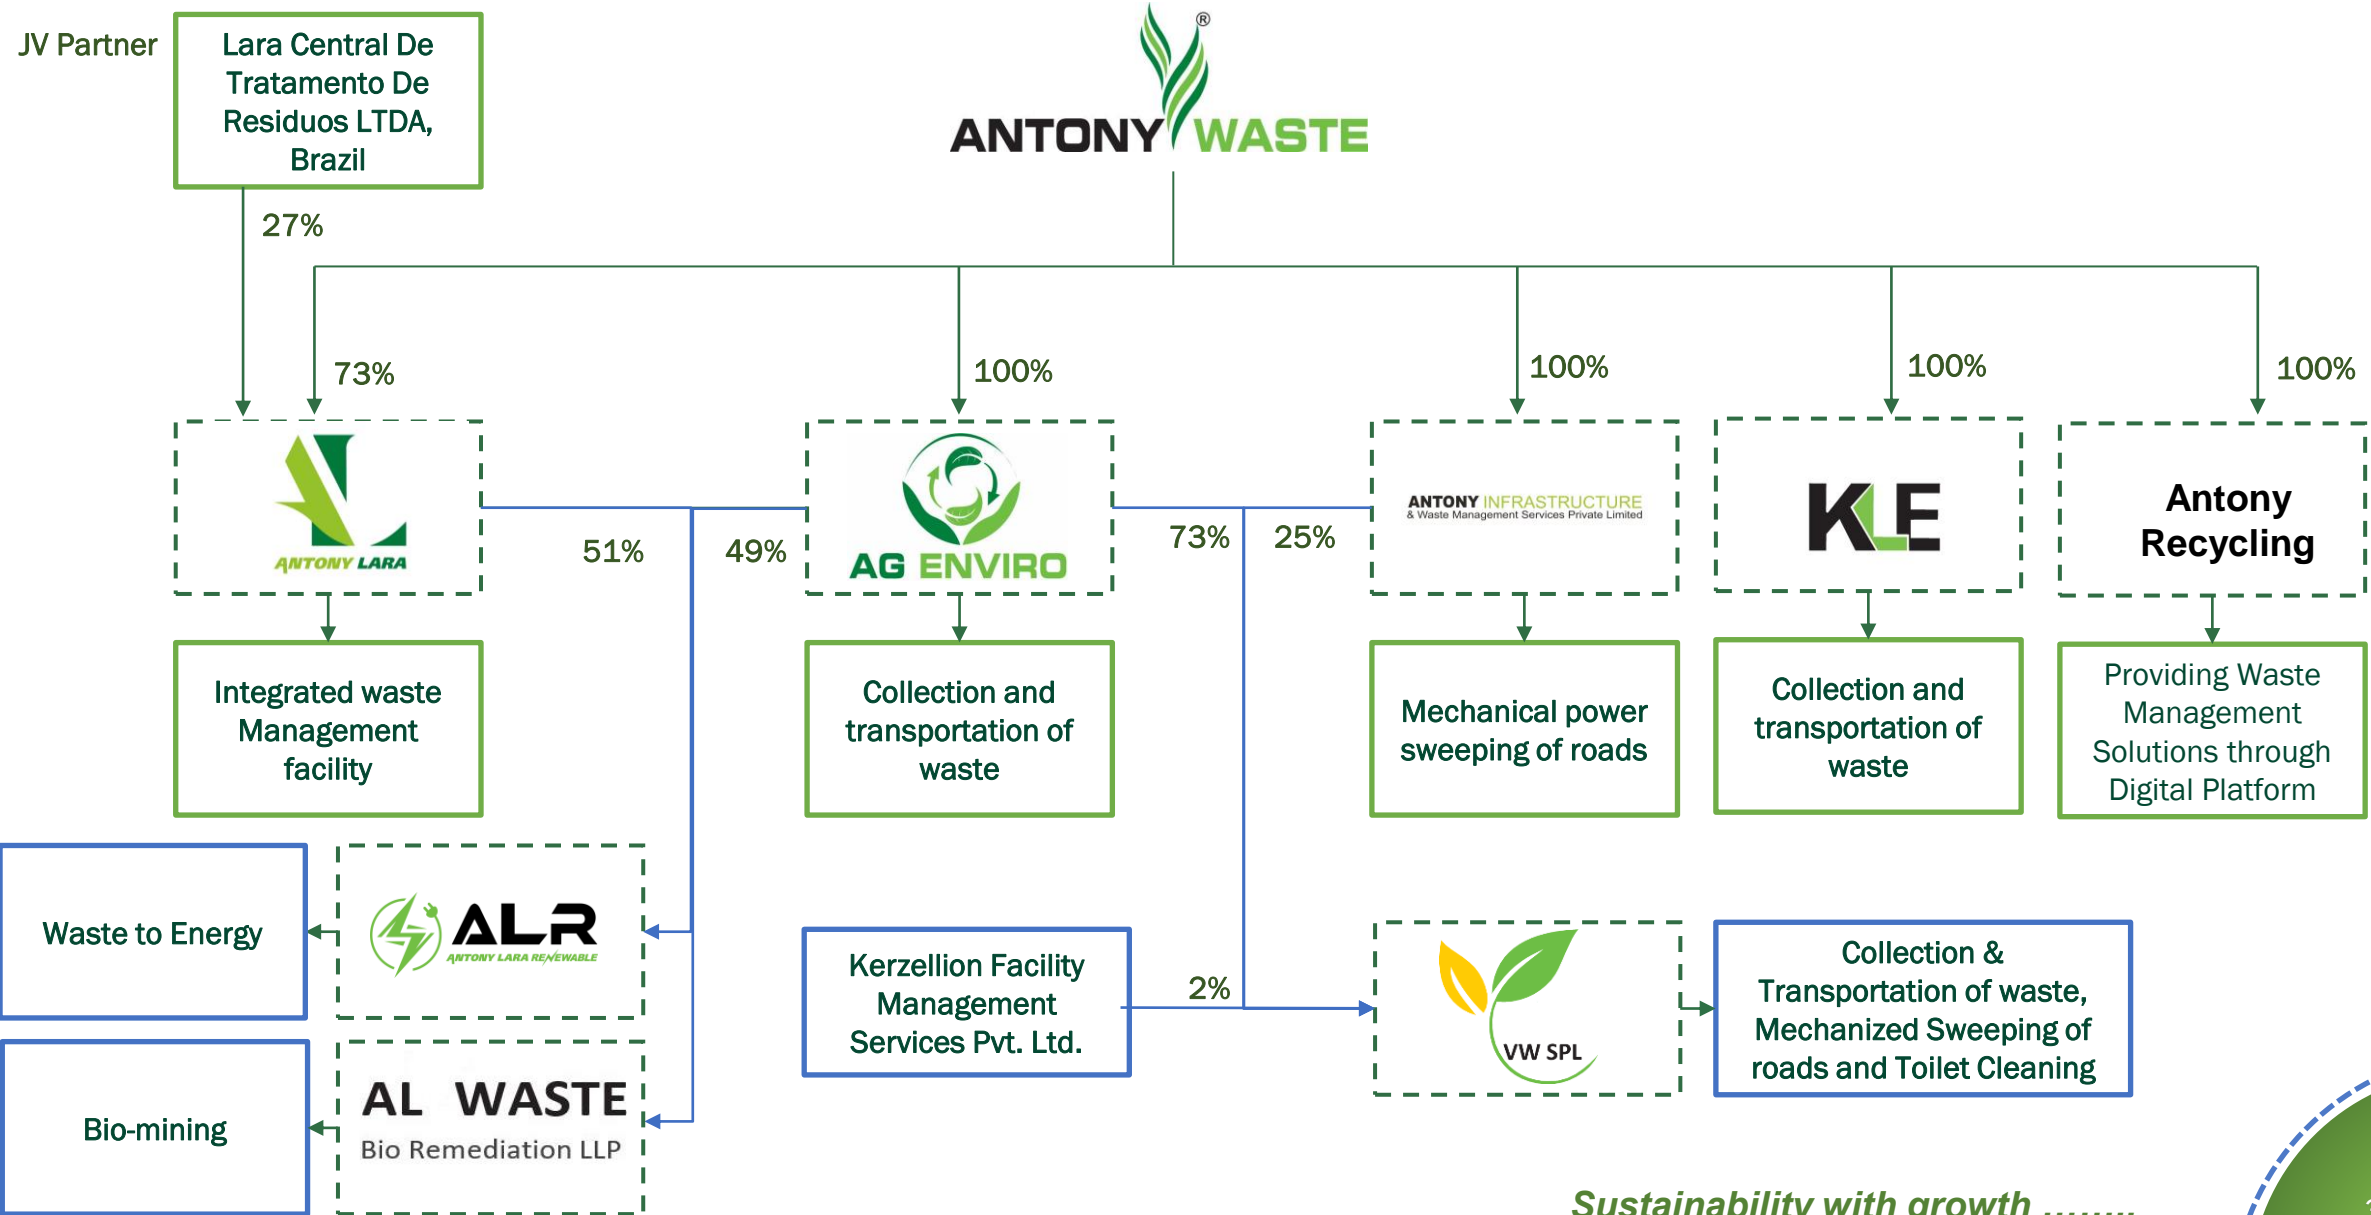 JV Partner
Lara Central De
Tratamento De
Residuos LTDA,
Brazil
®
ANTONY WASTE
27%
73%
100%
100%
100%
100%
ANTONY LARA
51%
49%
AG ENVIRO
73%
25%
ANTONY INFRASTRUCTURE
& Waste Management Services Private Limited
KLE
Antony
Recycling
Integrated waste
Management
facility
Collection and
transportation of
waste
Mechanical power
sweeping of roads
Collection and
transportation of
waste
Providing Waste
Management
Solutions through
Digital Platform
Waste to Energy
ALR
ANTONY LARA RENEWABLE
Kerzellion Facility
Management
Services Pvt. Ltd.
2%
VW SPL
Collection &
Transportation of waste,
Mechanized Sweeping of
roads and Toilet Cleaning
Bio-mining
AL WASTE
Bio Remediation LLP
Sustainability with growth ........